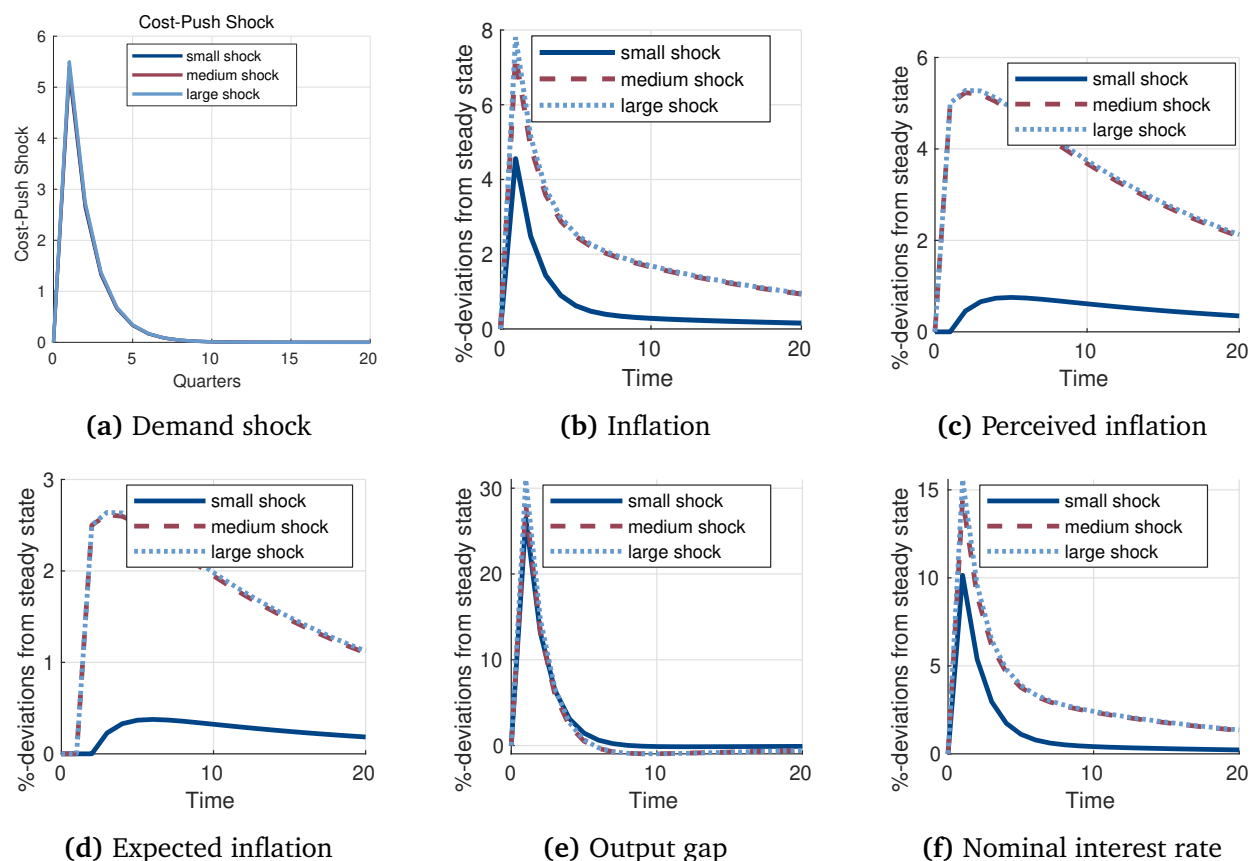 Cost-Push Shock
6
5
4
3
2
1
0
Cost-Push Shock
small shock
medium shock
large shock
0 5 10 15 20
Quarters
(a) Demand shock
8
6
4
2
0
%-deviations from steady state
small shock
medium shock
large shock
0 10 20
Time
(b) Inflation
6
4
2
0
%-deviations from steady state
small shock
medium shock
large shock
0 10 20
Time
(c) Perceived inflation
3
2
1
0
%-deviations from steady state
small shock
medium shock
large shock
0 10 20
Time
(d) Expected inflation
30
20
10
0
%-deviations from steady state
small shock
medium shock
large shock
0 10 20
Time
(e) Output gap
15
10
5
0
%-deviations from steady state
small shock
medium shock
large shock
0 10 20
Time
(f) Nominal interest rate